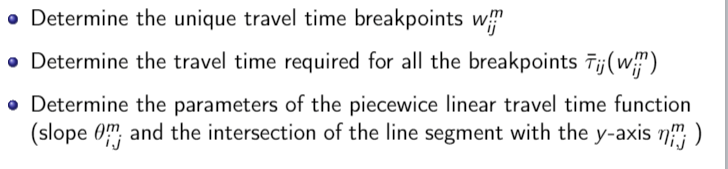 • Determine the unique travel time breakpoints $w_{ij}^{m}$
• Determine the travel time required for all the breakpoints $\bar{\tau}_{ij}(w_{ij}^{m})$
• Determine the parameters of the piecewice linear travel time function
(slope $\theta_{i,j}^{m}$ and the intersection of the line segment with the y-axis $\eta_{i,j}^{m}$ )